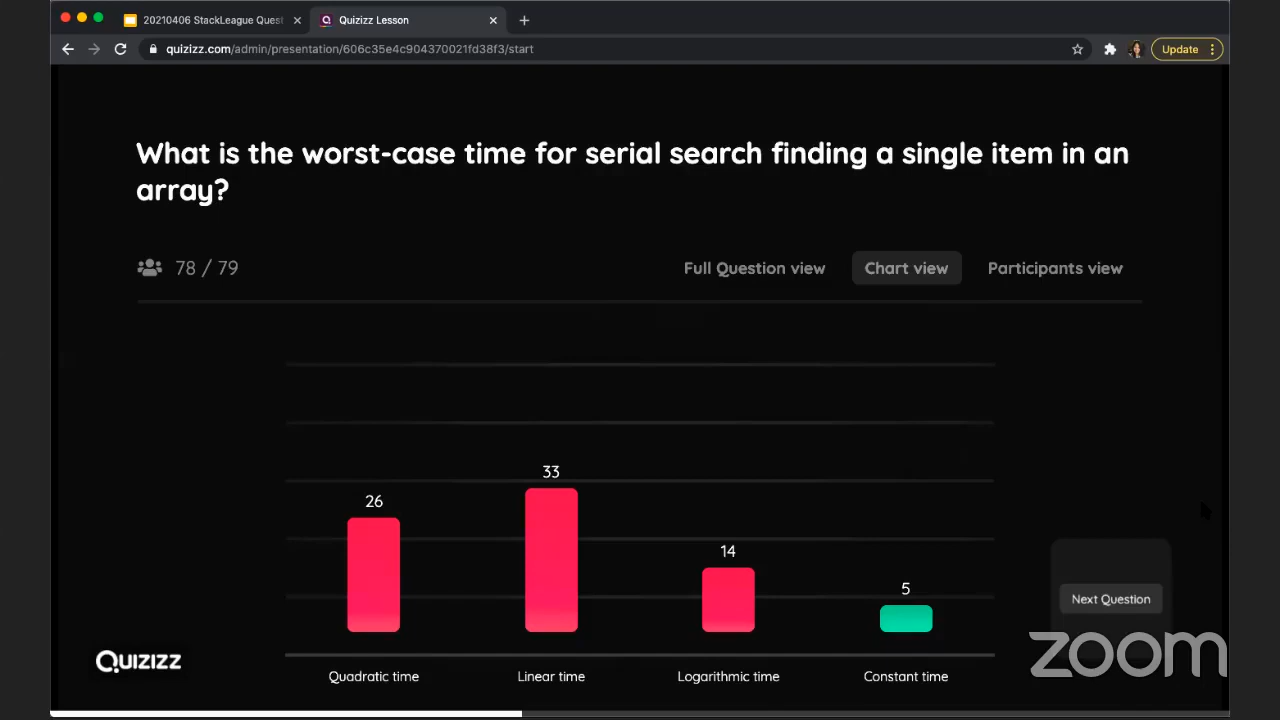 20210406 StackLeague Quest
Quizizz Lesson
quizizz.com/admin/presentation/606c35e4c904370021fd38f3/start
Update
What is the worst-case time for serial search finding a single item in an
array?
78 / 79
Full Question view
Chart view
Participants view
26
33
14
5
Next Question
Quizizz
zoom
Quadratic time
Linear time
Logarithmic time
Constant time